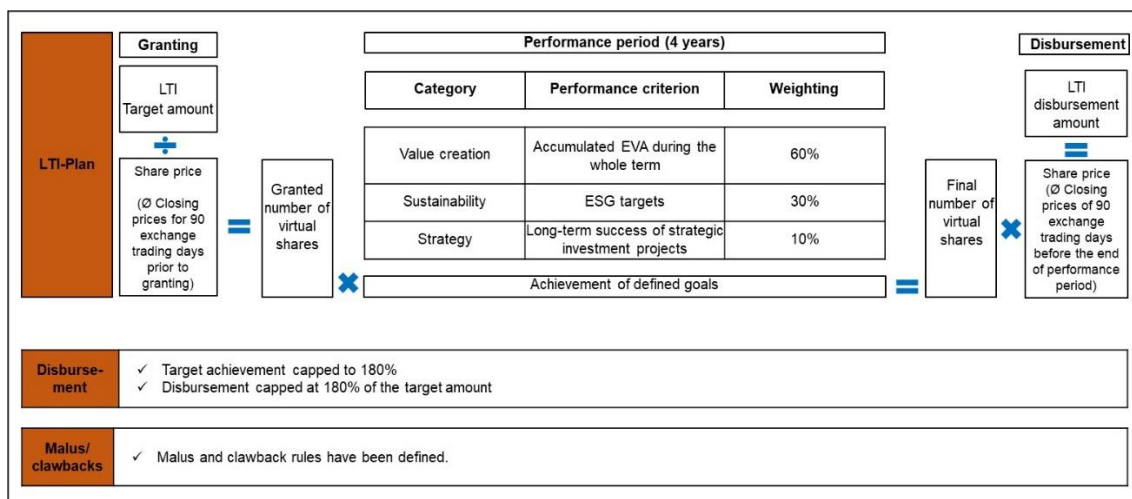 LTI-Plan
Granting
LTI
Target amount
÷
Share price
(Ø Closing
prices for 90
exchange
trading days
prior to
granting)
=
Granted
number of
virtual
shares
×
Performance period (4 years)
Category Performance criterion Weighting
Value creation Accumulated EVA during the
whole term 60%
Sustainability ESG targets 30%
Strategy Long-term success of strategic
investment projects 10%
Achievement of defined goals
=
Final
number of
virtual
shares
×
Disbursement
LTI
disbursement
amount
=
Share price
(Ø Closing
prices of 90
exchange
trading days
before the end
of performance
period)
Disburse-
ment
✓ Target achievement capped to 180%
✓ Disbursement capped at 180% of the target amount
Malus/
clawbacks
✓ Malus and clawback rules have been defined.